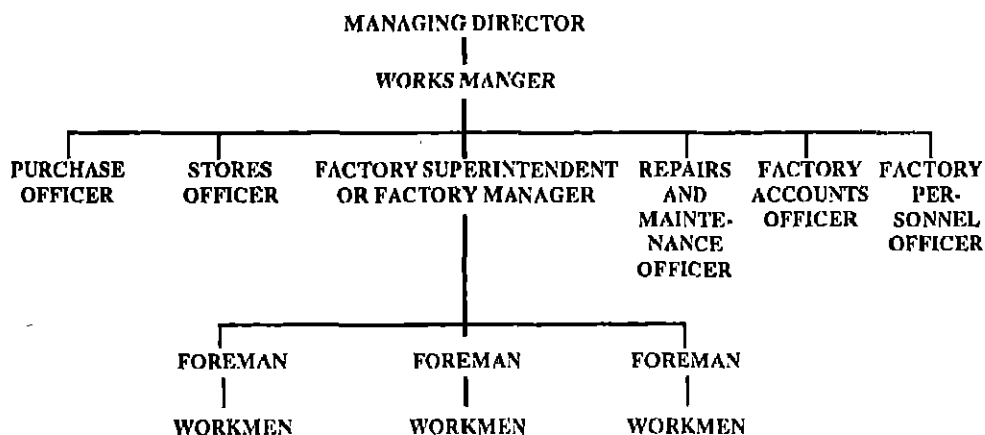 MANAGING DIRECTOR
WORKS MANGER
PURCHASE OFFICER
STORES OFFICER
FACTORY SUPERINTENDENT OR FACTORY MANAGER
REPAIRS AND MAINTE- NANCE OFFICER
FACTORY ACCOUNTS OFFICER
FACTORY PER- SONNEL OFFICER
FOREMAN FOREMAN FOREMAN
WORKMEN WORKMEN WORKMEN